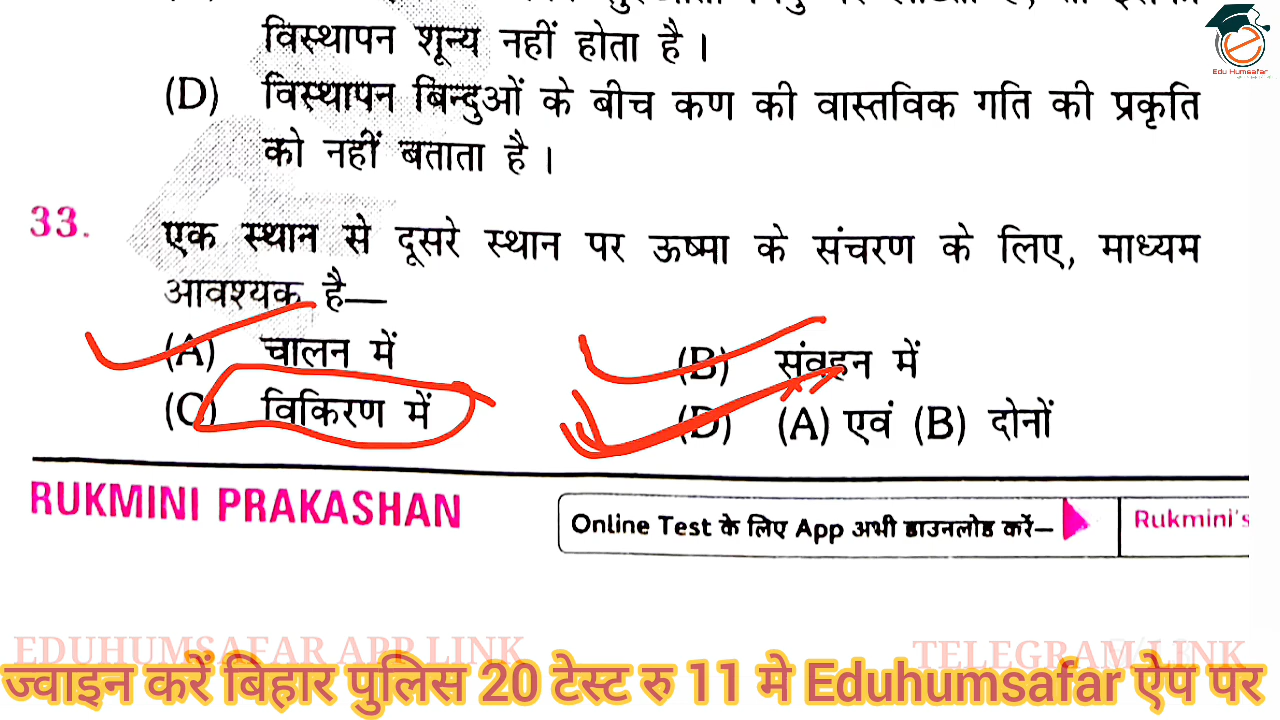 विस्थापन शून्य नहीं होता है।
(D) विस्थापन बिन्दुओं के बीच कण की वास्तविक गति की प्रकृति
को नहीं बताता है।
33. एक स्थान से दूसरे स्थान पर ऊष्मा के संचरण के लिए, माध्यम
आवश्यक है—
(A) चालन में (B) संवहन में
(C) विकिरण में (D) (A) एवं (B) दोनों
RUKMINI PRAKASHAN
Online Test के लिए App अभी डाउनलोड करें—
Rukmini's
Edu Humsafar
EDUHUMSAFAR APP LINK TELEGRAM LINK
ज्वाइन करें बिहार पुलिस 20 टेस्ट रु 11 मे Eduhumsafar ऐप पर